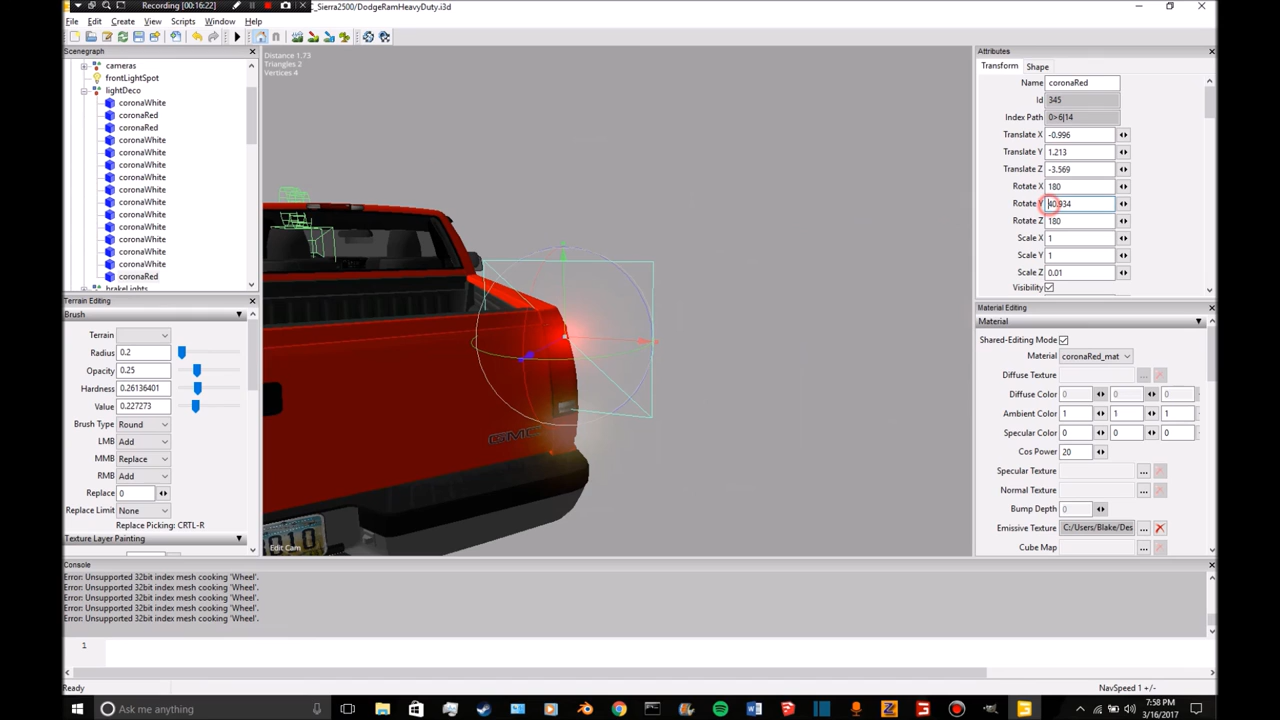 Recording [00:16:22]
C_Sierra2500/DodgeRamHeavyDuty.i3d
File Edit Create View Scripts Window Help
Scenegraph
cameras
frontLightSpot
lightDeco
coronaWhite
coronaRed
coronaRed
coronaWhite
coronaWhite
coronaWhite
coronaWhite
coronaWhite
coronaWhite
coronaWhite
coronaWhite
coronaWhite
coronaWhite
coronaRed
brakeLights
Terrain Editing
Brush
Terrain
Radius 0.2
Opacity 0.25
Hardness 0.26136401
Value 0.227273
Brush Type Round
LMB Add
MMB Replace
RMB Add
Replace 0
Replace Limit None
Replace Picking: CRTL-R
Texture Layer Painting
Distance 1.73
Triangles 2
Vertices 4
GMC
010
Edit Cam
Attributes
Transform Shape
Name coronaRed
Id 345
Index Path 0>6|14
Translate X -0.996
Translate Y 1.213
Translate Z -3.569
Rotate X 180
Rotate Y 40.934
Rotate Z 180
Scale X 1
Scale Y 1
Scale Z 0.01
Visibility
Material Editing
Material
Shared-Editing Mode
Material coronaRed_mat
Diffuse Texture ...
Diffuse Color 0 0 0
Ambient Color 1 1 1
Specular Color 0 0 0
Cos Power 20
Specular Texture ...
Normal Texture ...
Bump Depth 0
Emissive Texture C:/Users/Blake/Des ...
Cube Map ...
Console
Error: Unsupported 32bit index mesh cooking 'Wheel'.
Error: Unsupported 32bit index mesh cooking 'Wheel'.
Error: Unsupported 32bit index mesh cooking 'Wheel'.
Error: Unsupported 32bit index mesh cooking 'Wheel'.
Error: Unsupported 32bit index mesh cooking 'Wheel'.
1
Ready
NavSpeed 1 +/-
Ask me anything
7:58 PM
3/16/2017